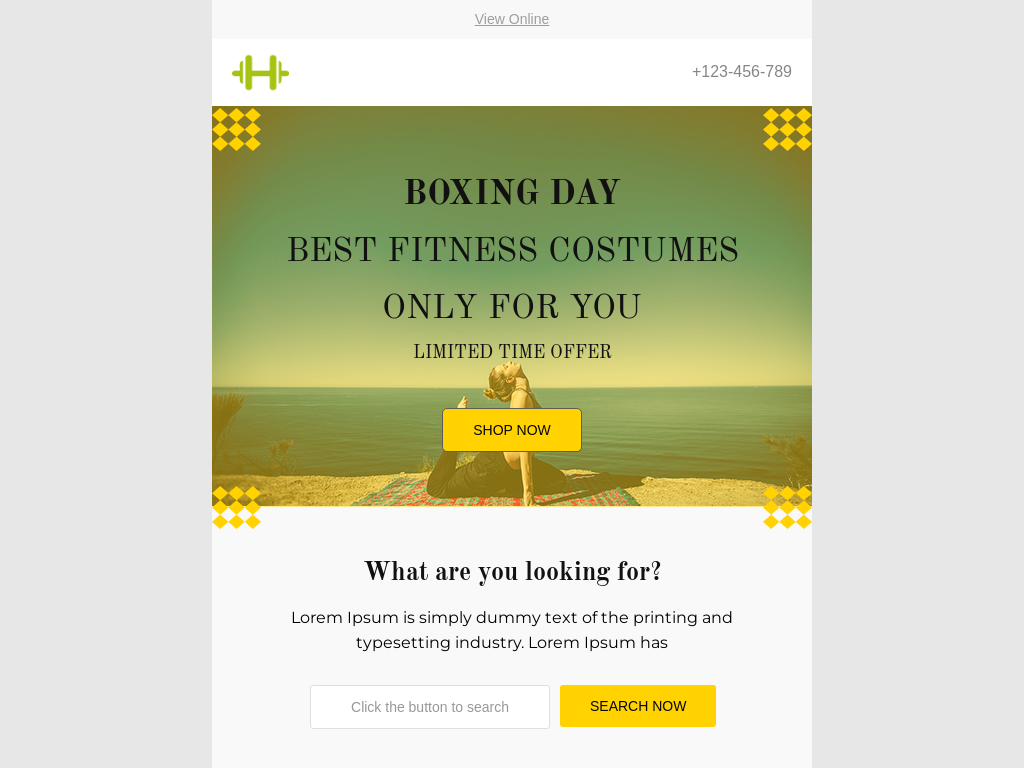 View Online
+123-456-789
BOXING DAY
BEST FITNESS COSTUMES
ONLY FOR YOU
LIMITED TIME OFFER
SHOP NOW
What are you looking for?
Lorem Ipsum is simply dummy text of the printing and
typesetting industry. Lorem Ipsum has
Click the button to search
SEARCH NOW